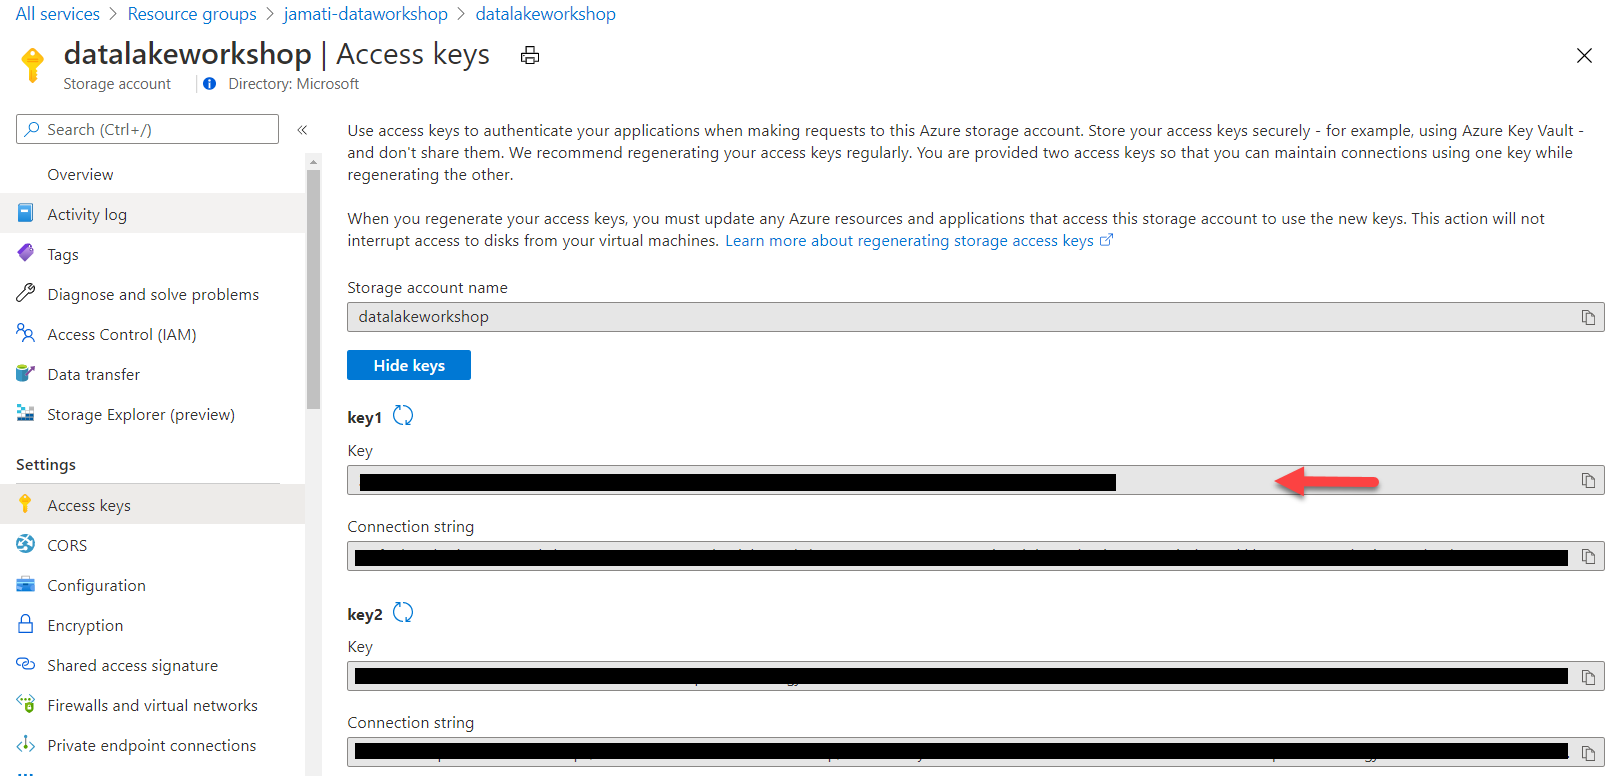 All services > Resource groups > jamati-dataworkshop > datalakeworkshop
datalakeworkshop | Access keys
Storage account
Directory: Microsoft
Search (Ctrl+/)
«
Overview
Activity log
Tags
Diagnose and solve problems
Access Control (IAM)
Data transfer
Storage Explorer (preview)
Settings
Access keys
CORS
Configuration
Encryption
Shared access signature
Firewalls and virtual networks
Private endpoint connections
Use access keys to authenticate your applications when making requests to this Azure storage account. Store your access keys securely - for example, using Azure Key Vault -
and don't share them. We recommend regenerating your access keys regularly. You are provided two access keys so that you can maintain connections using one key while
regenerating the other.
When you regenerate your access keys, you must update any Azure resources and applications that access this storage account to use the new keys. This action will not
interrupt access to disks from your virtual machines. Learn more about regenerating storage access keys
Storage account name
datalakeworkshop
Hide keys
key1
Key
Connection string
key2
Key
Connection string